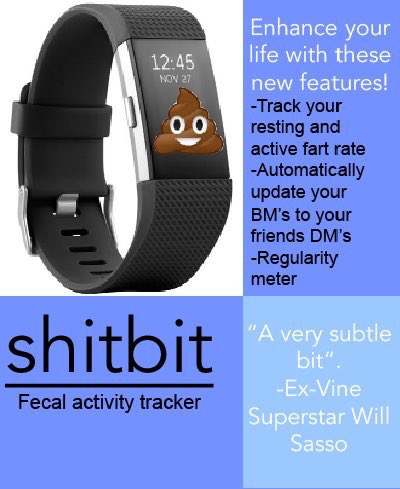 12:45
NOV 27
Enhance your
life with these
new features!
-Track your
resting and
active fart rate
-Automatically
update your
BM's to your
friends DM's
-Regularity
meter
shitbit
Fecal activity tracker
“A very subtle
bit”.
-Ex-Vine
Superstar Will
Sasso